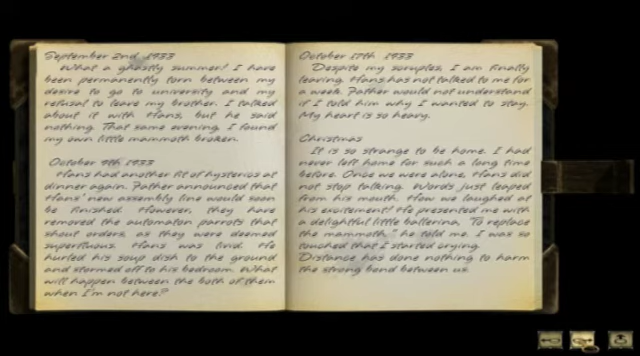 September 2nd 1933
What a ghastly summer! I have
been permanently torn between my
desire to go to university and my
refusal to leave my brother. I talked
about it with Hans, but he said
nothing. That same evening I found
my own little mammoth broken.
October 9th 1933
Hans had another fit of hysterios at
dinner again. Father announced that
Hans' new assembly line would soon
be finished. However, they have
removed the automaton parrots that
shout orders, as they were deemed
superfluous. Hans was livid. He
hurled his soup dish to the ground
and stormed off to his bedroom. What
will happen between the both of them
when I'm not here?
October 17th 1933
Despite my scruples, I am finally
leaving. Hans has not talked to me for
a week. Father would not understand
if I told him why I wanted to stay.
My heart is so heavy.
Christmas
It is so strange to be home. I had
never left home for such a long time
before. Once we were alone, Hans did
not stop talking. Words just leaped
from his mouth. How we laughed at
his excitement! He presented me with
a delightful little ballerina, "To replace
the mammoth," he told me. I was so
touched that I started crying.
Distance has done nothing to harm
the strong bond between us.